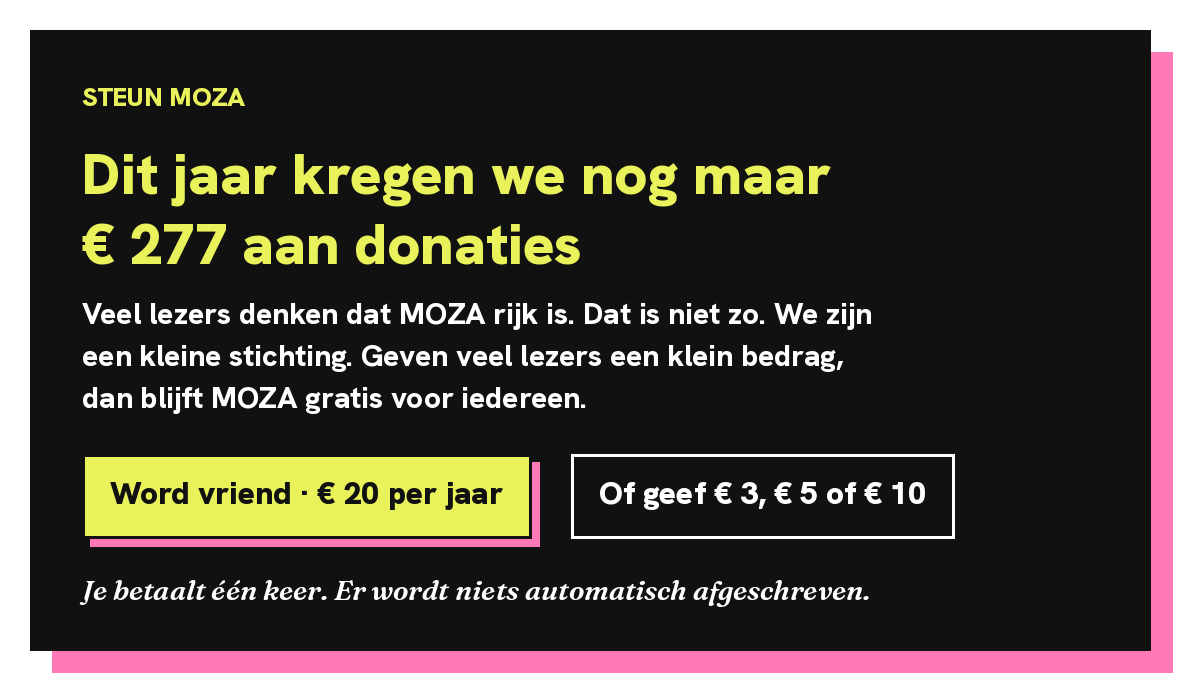 STEUN MOZA
Dit jaar kregen we nog maar
€ 277 aan donaties
Veel lezers denken dat MOZA rijk is. Dat is niet zo. We zijn
een kleine stichting. Geven veel lezers een klein bedrag,
dan blijft MOZA gratis voor iedereen.
Word vriend · € 20 per jaar
Of geef € 3, € 5 of € 10
Je betaalt één keer. Er wordt niets automatisch afgeschreven.